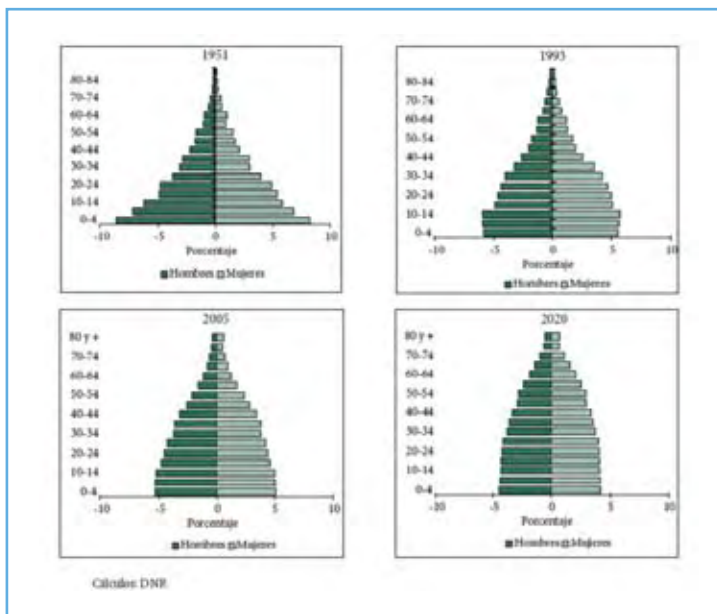 1951
80-84
70-74
60-64
50-54
40-44
30-34
20-24
10-14
0-4
-10 -5 0 5 10
Porcentaje
Hombres Mujeres
1993
80-84
70-74
60-64
50-54
40-44
30-34
20-24
10-14
0-4
-10 -5 0 5 10
Porcentaje
Hombres Mujeres
2005
80 y +
70-74
60-64
50-54
40-44
30-34
20-24
10-14
0-4
-10 -5 0 5 10
Porcentaje
Hombres Mujeres
2020
80 y +
70-74
60-64
50-54
40-44
30-34
20-24
10-14
0-4
-10 -5 0 5 10
Porcentaje
Hombres Mujeres
Cálculos DNP.